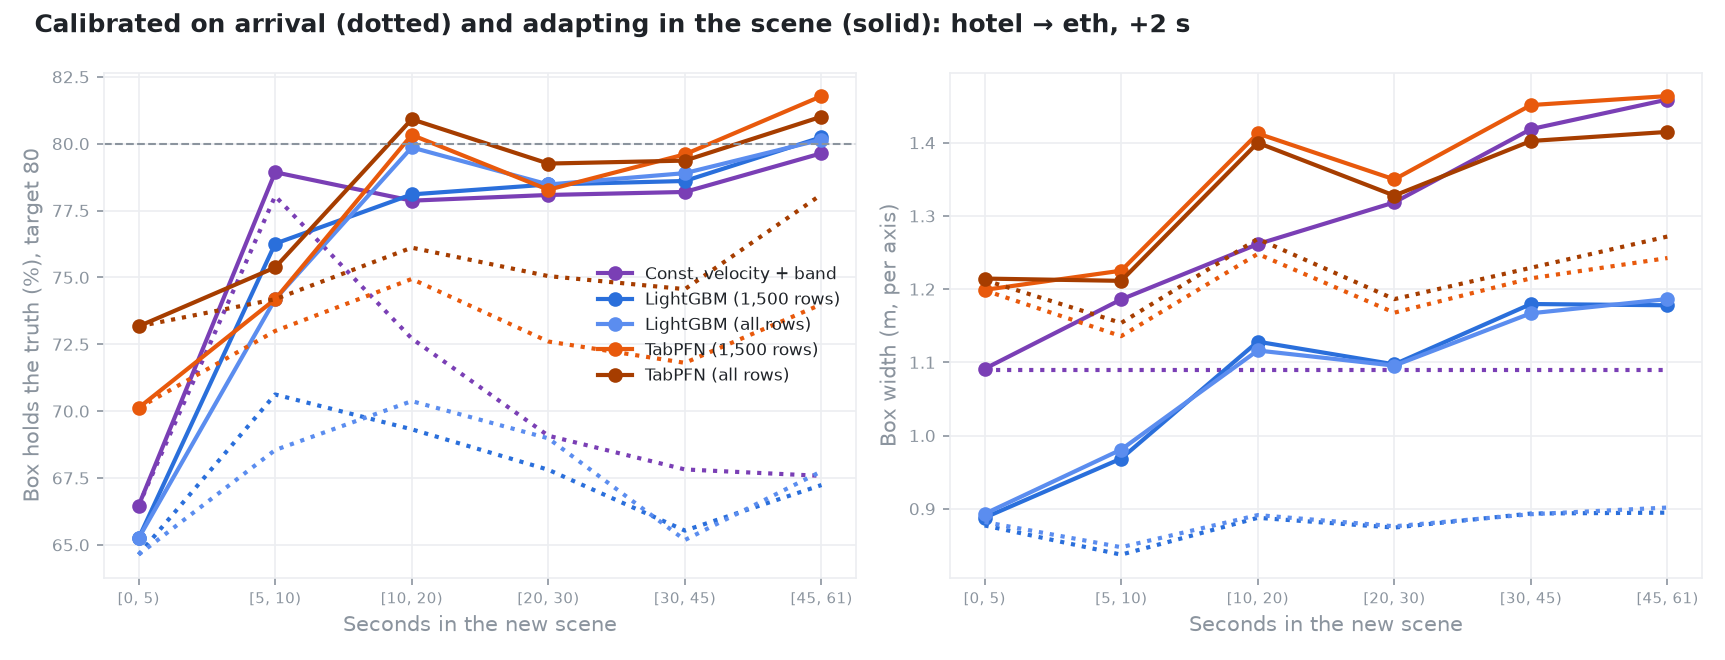 Calibrated on arrival (dotted) and adapting in the scene (solid): hotel → eth, +2 s
Box holds the truth (%), target 80
82.5
80.0
77.5
75.0
72.5
70.0
67.5
65.0
[0, 5)
[5, 10)
[10, 20)
[20, 30)
[30, 45)
[45, 61)
Seconds in the new scene
Const. velocity + band
LightGBM (1,500 rows)
LightGBM (all rows)
TabPFN (1,500 rows)
TabPFN (all rows)
Box width (m, per axis)
1.4
1.3
1.2
1.1
1.0
0.9
[0, 5)
[5, 10)
[10, 20)
[20, 30)
[30, 45)
[45, 61)
Seconds in the new scene